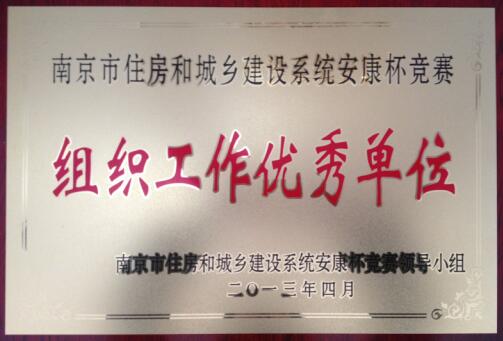 南京市住房和城乡建设系统安康杯竞赛
组织工作优秀单位
南京市住房和城乡建设系统安康杯竞赛领导小组
二〇一三年四月